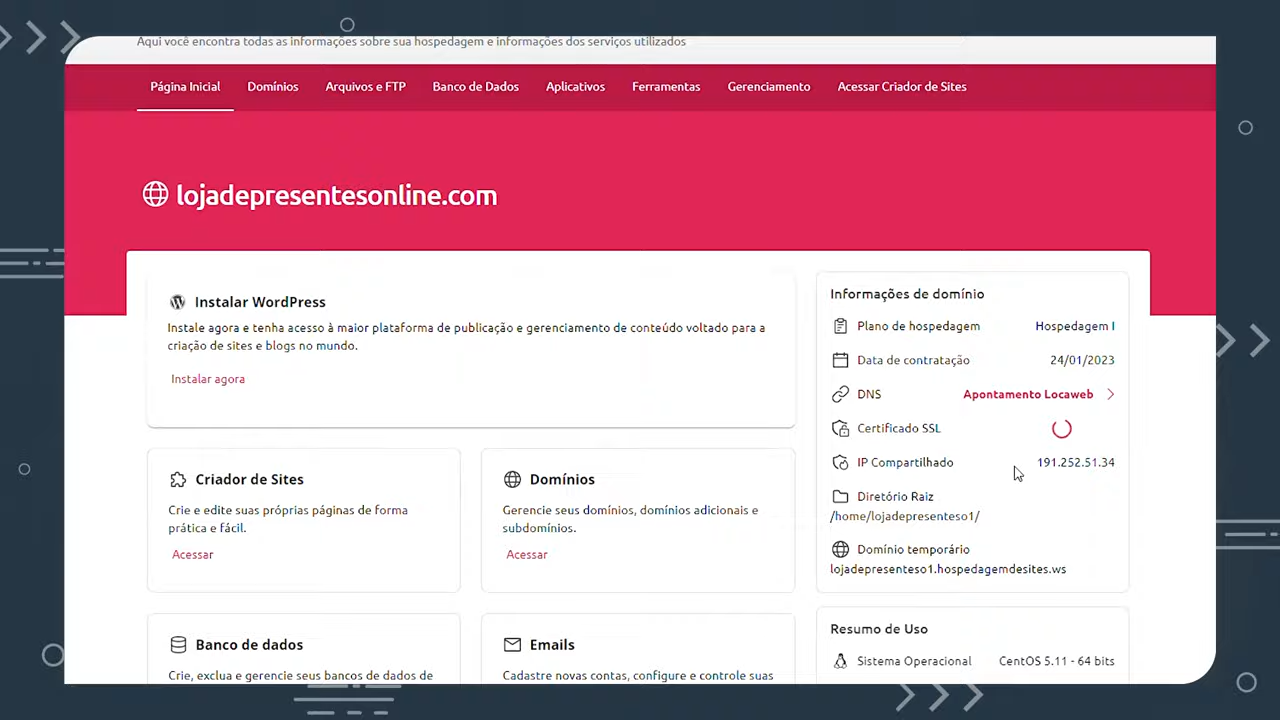 Aqui você encontra todas as informações sobre sua hospedagem e informações dos serviços utilizados
Página Inicial Domínios Arquivos e FTP Banco de Dados Aplicativos Ferramentas Gerenciamento Acessar Criador de Sites
lojadepresentesonline.com
Instalar WordPress
Instale agora e tenha acesso à maior plataforma de publicação e gerenciamento de conteúdo voltado para a
criação de sites e blogs no mundo.
Instalar agora
Criador de Sites
Crie e edite suas próprias páginas de forma
prática e fácil.
Acessar
Domínios
Gerencie seus domínios, domínios adicionais e
subdomínios.
Acessar
Banco de dados
Crie, exclua e gerencie seus bancos de dados de
Emails
Cadastre novas contas, configure e controle suas
Informações de domínio
Plano de hospedagem Hospedagem I
Data de contratação 24/01/2023
DNS Apontamento Locaweb
Certificado SSL
IP Compartilhado 191.252.51.34
Diretório Raiz
/home/lojadepresenteso1/
Domínio temporário
lojadepresenteso1.hospedagemdesites.ws
Resumo de Uso
Sistema Operacional CentOS 5.11 - 64 bits